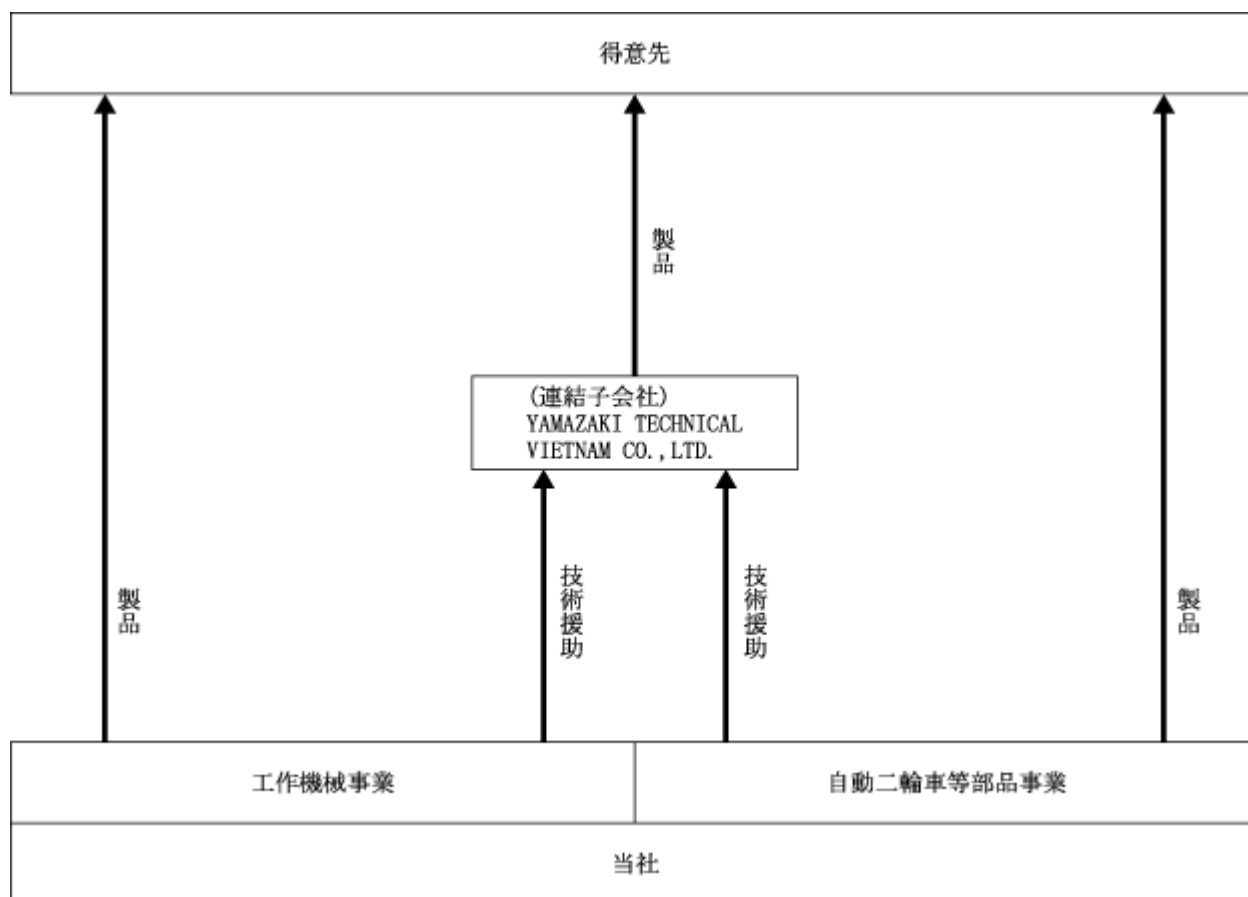 得意先
製品
(連結子会社)
YAMAZAKI TECHNICAL
VIETNAM CO.,LTD.
製品
技術援助
技術援助
製品
工作機械事業
自動二輪車等部品事業
当社